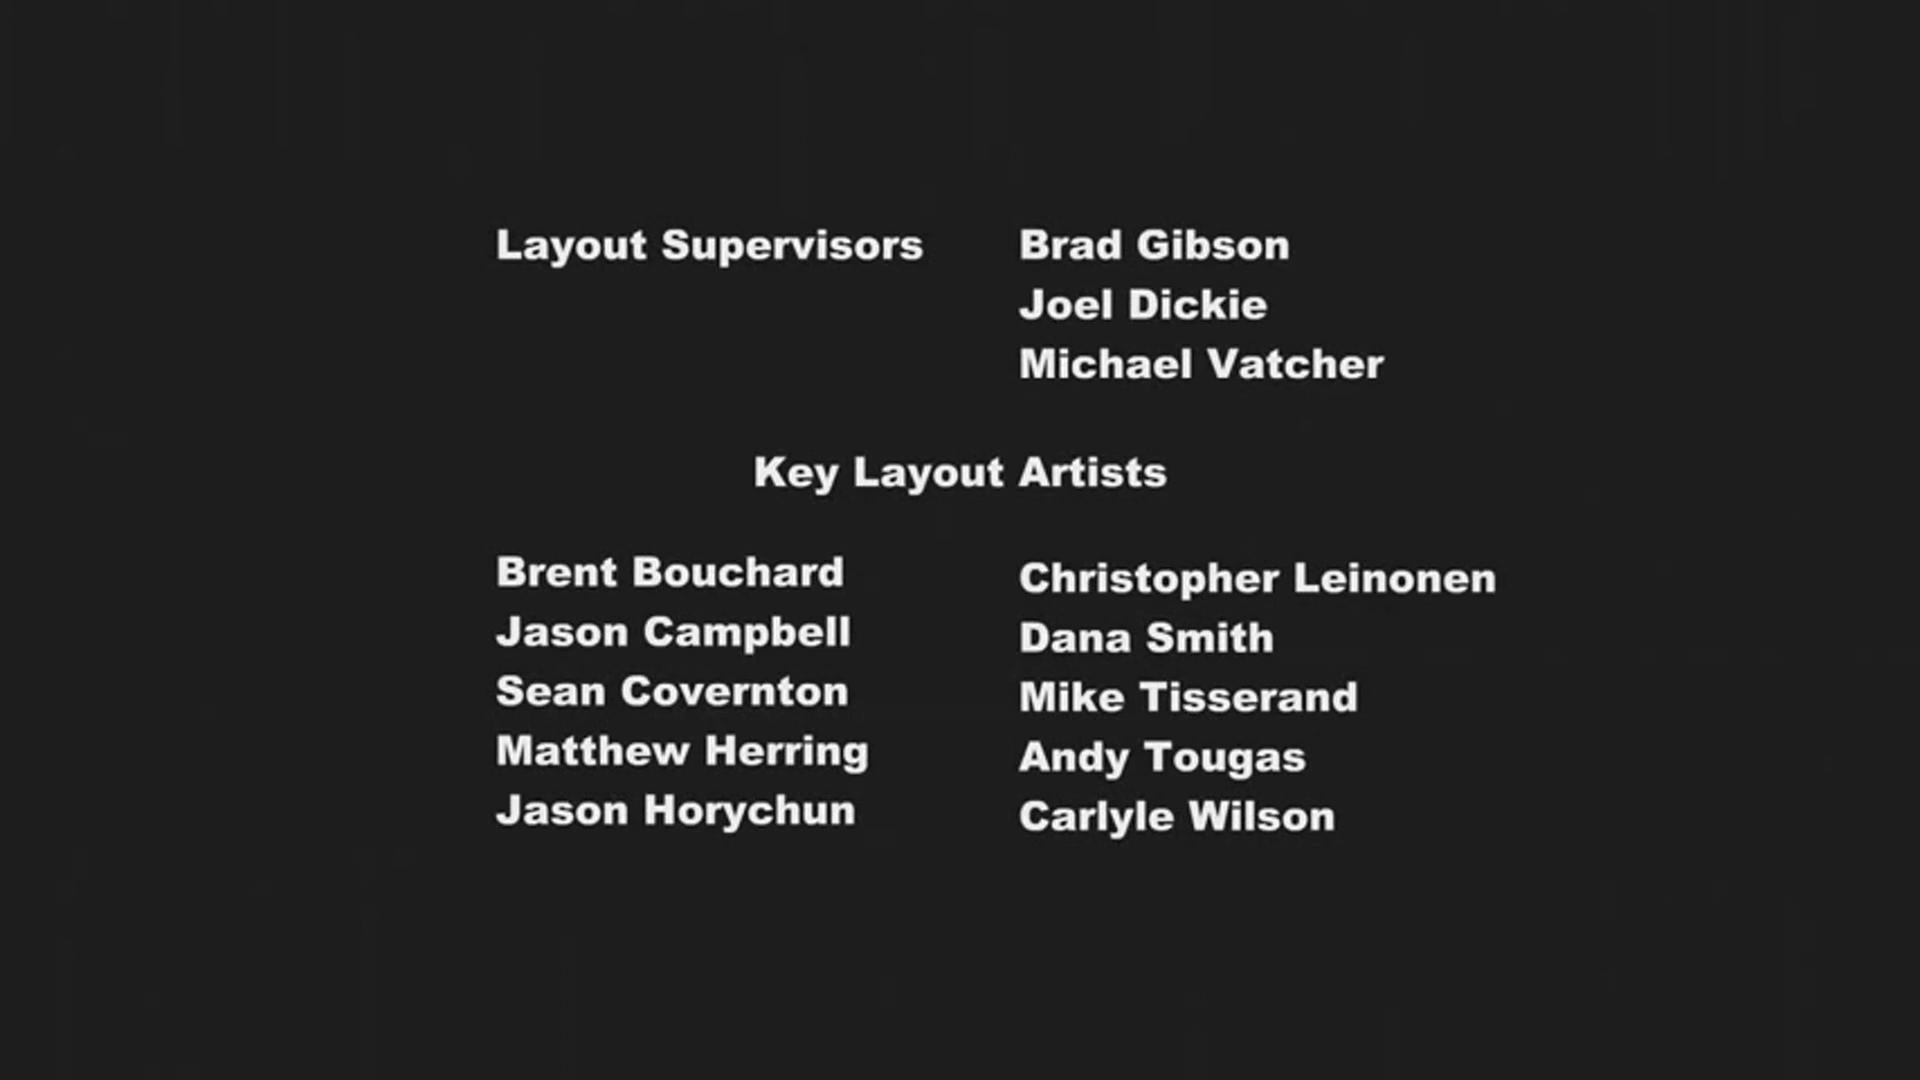 Layout Supervisors Brad Gibson
Joel Dickie
Michael Vatcher
Key Layout Artists
Brent Bouchard
Jason Campbell
Sean Covernton
Matthew Herring
Jason Horychun
Christopher Leinonen
Dana Smith
Mike Tisserand
Andy Tougas
Carlyle Wilson